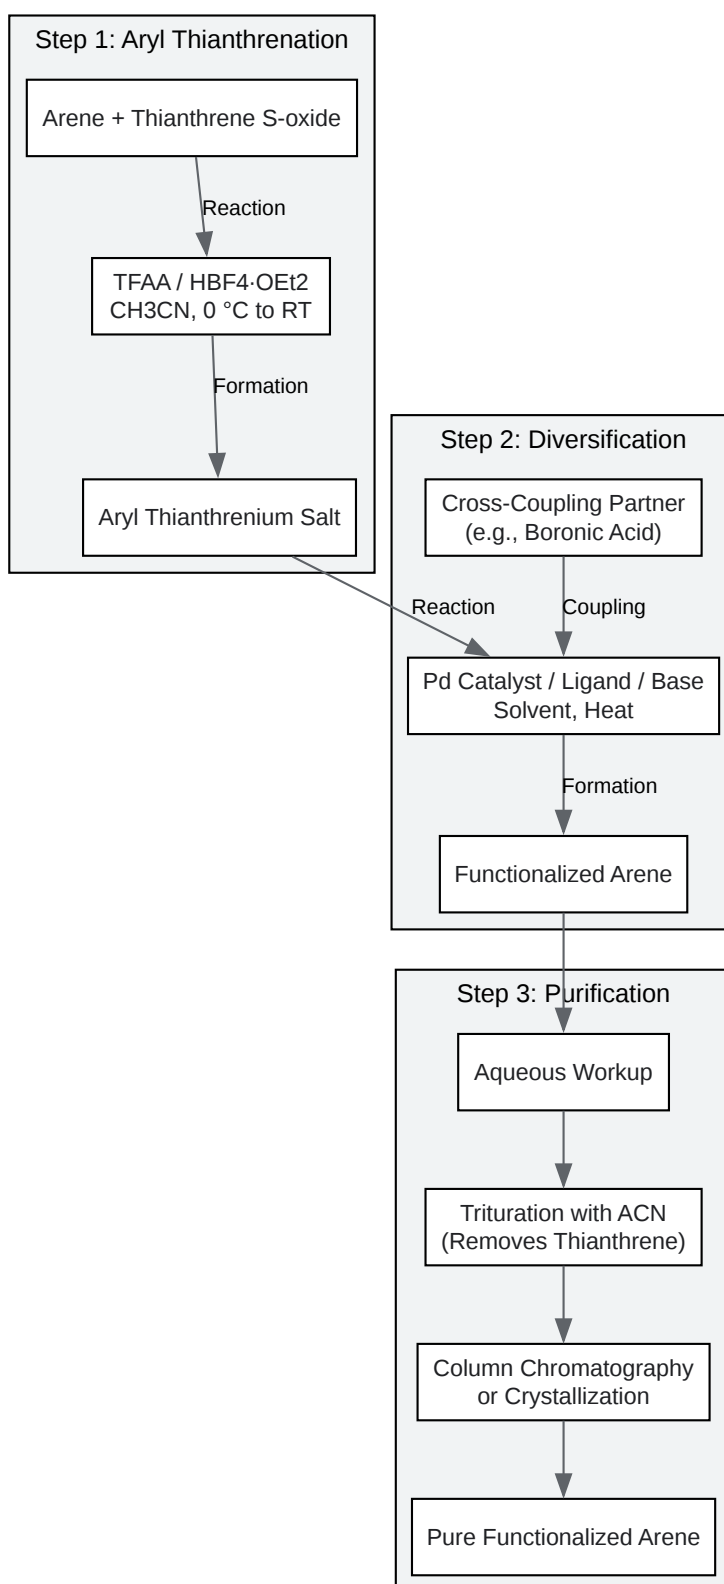 Step 1: Aryl Thianthrenation
Arene + Thianthrene S-oxide
Reaction
TFAA / HBF4·OEt2
CH3CN, 0 °C to RT
Formation
Aryl Thianthrenium Salt
Step 2: Diversification
Cross-Coupling Partner
(e.g., Boronic Acid)
Reaction
Coupling
Pd Catalyst / Ligand / Base
Solvent, Heat
Formation
Functionalized Arene
Step 3: Purification
Aqueous Workup
Trituration with ACN
(Removes Thianthrene)
Column Chromatography
or Crystallization
Pure Functionalized Arene